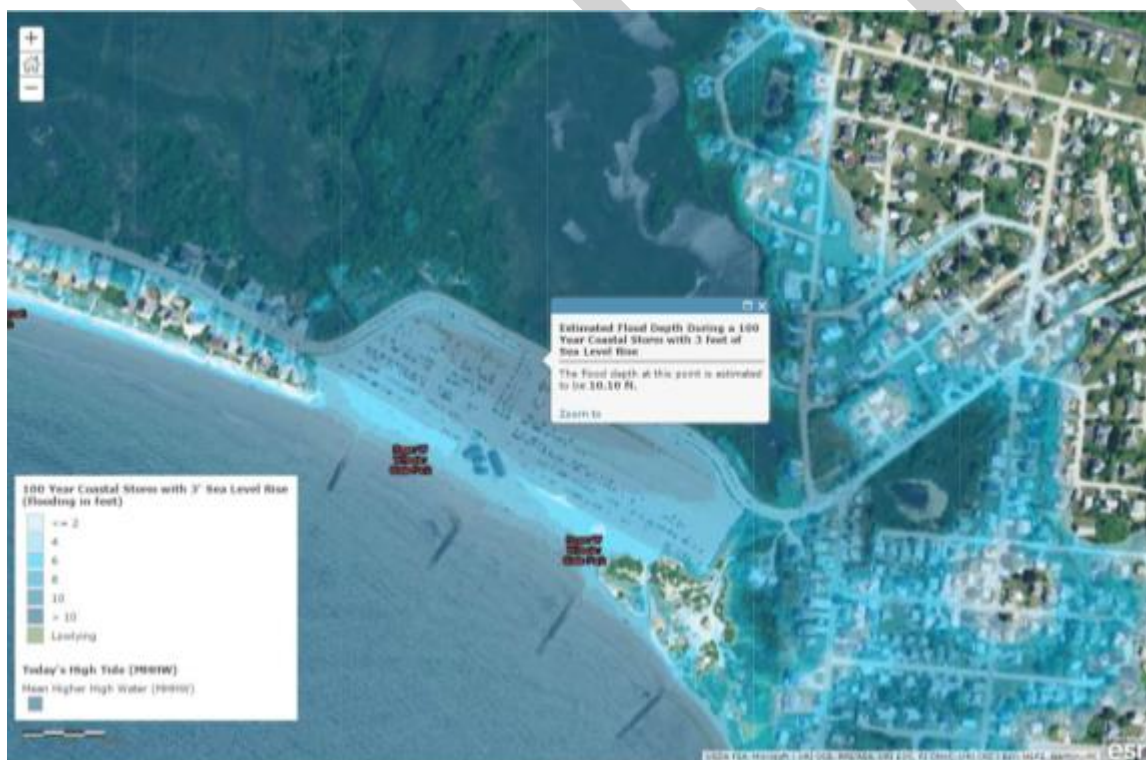 +
−
Estimated Flood Depth During a 100
Year Coastal Storm with 3 feet of
Sea Level Rise
The flood depth at this point is estimated
to be 10.10 ft.
Zoom to
100 Year Coastal Storm with 3' Sea Level Rise
(flooding in feet)
<= 2
4
6
8
10
> 10
Lowlying
Today's High Tide (MHHW)
Mean Higher High Water (MHHW)
esri